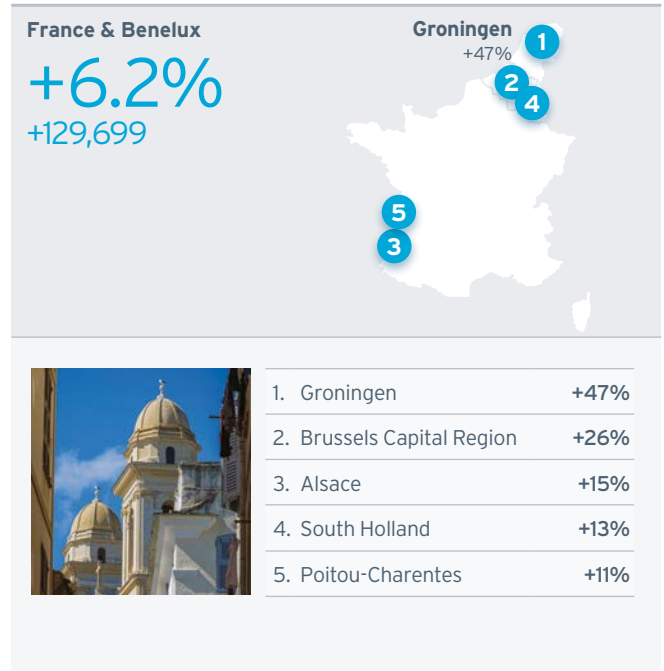 France & Benelux
+6.2%
+129,699
Groningen
+47%
1
2
4
5
3
1. Groningen +47%
2. Brussels Capital Region +26%
3. Alsace +15%
4. South Holland +13%
5. Poitou-Charentes +11%